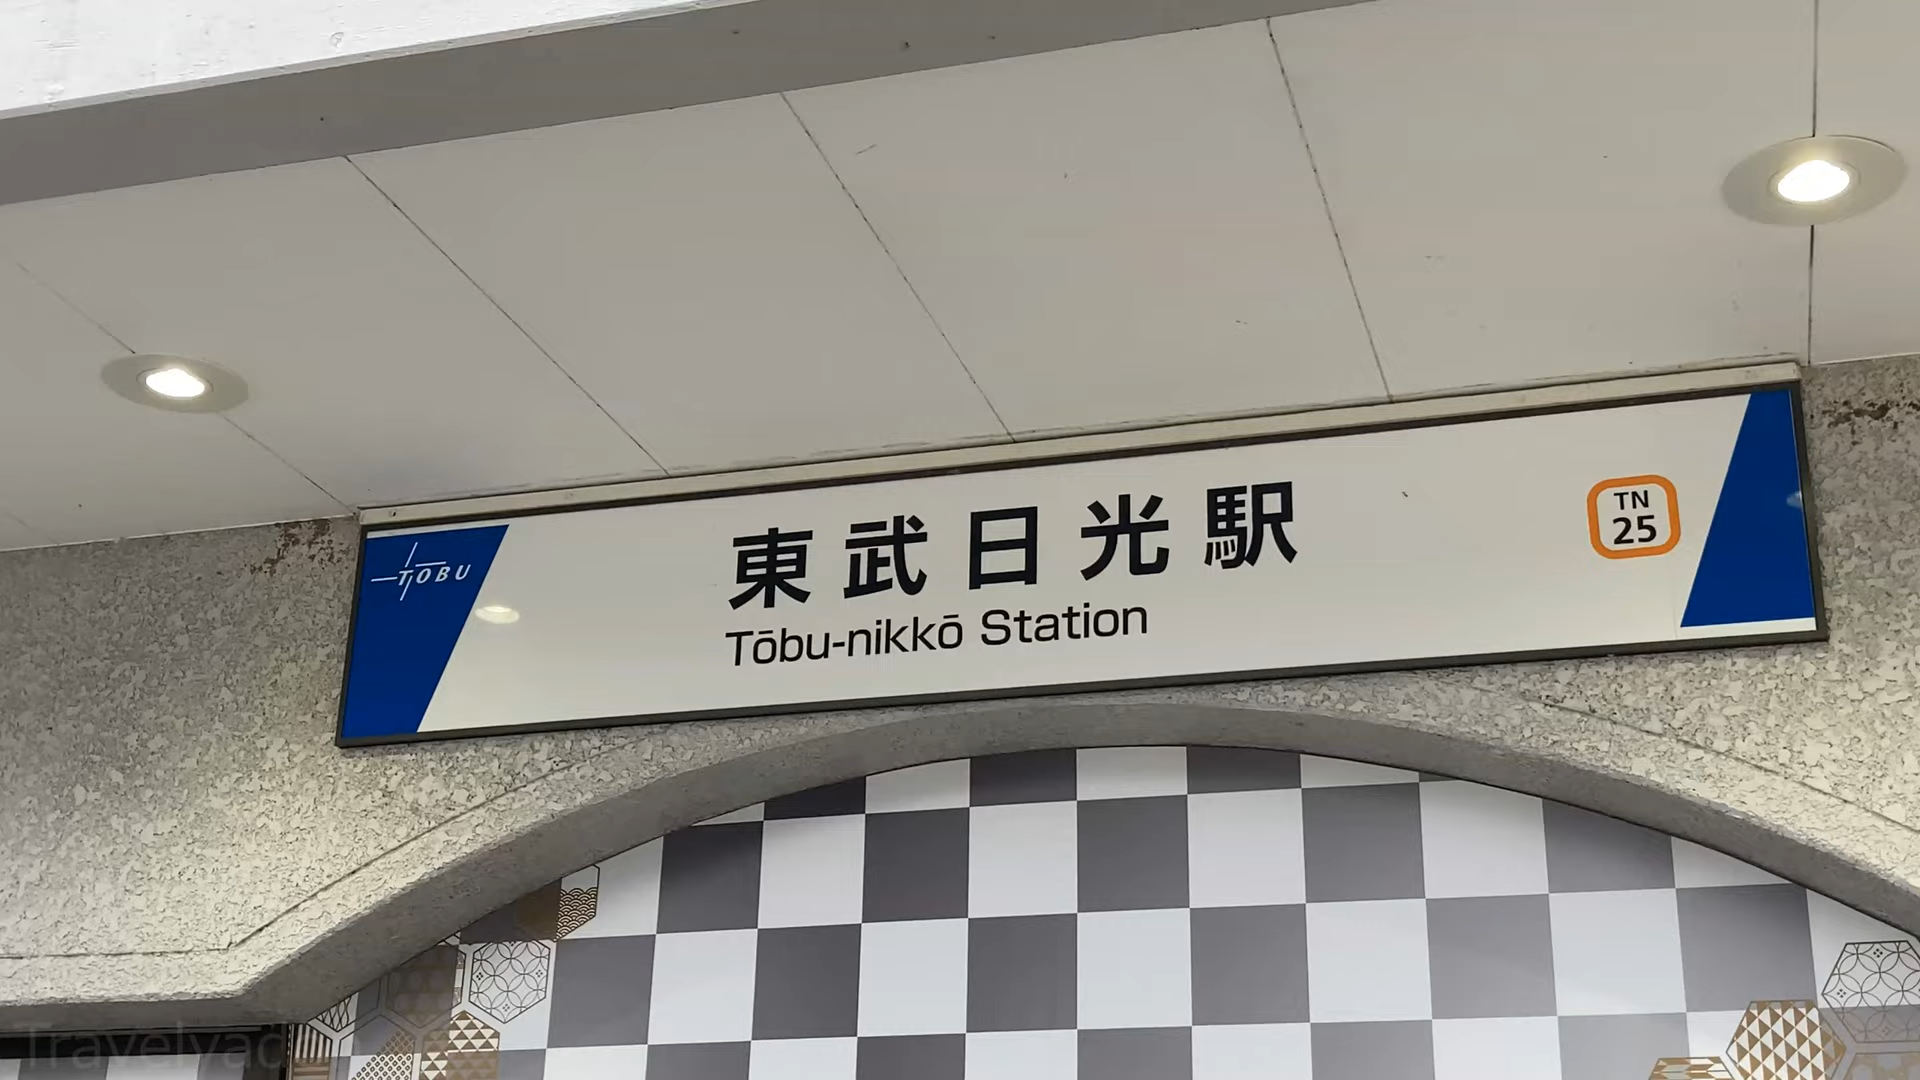 TOBU
東武日光駅
Tōbu-nikkō Station
TN
25